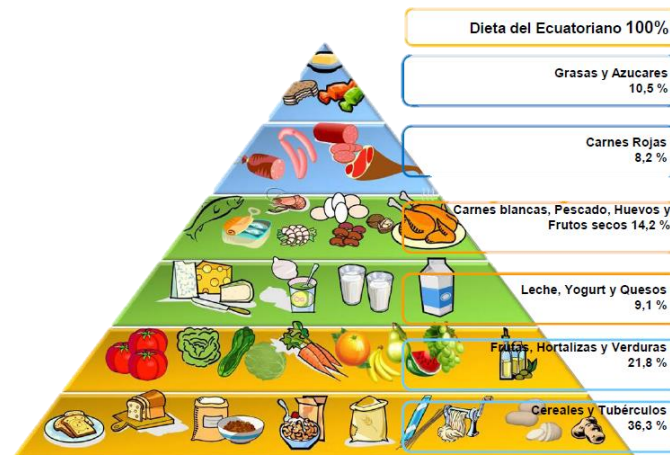 Dieta del Ecuatoriano 100%
Grasas y Azucares
10,5 %
Carnes Rojas
8,2 %
Carnes blancas, Pescado, Huevos y
Frutos secos 14,2 %
Leche, Yogurt y Quesos
9,1 %
Frutas, Hortalizas y Verduras
21,8 %
Cereales y Tubérculos
36,3 %